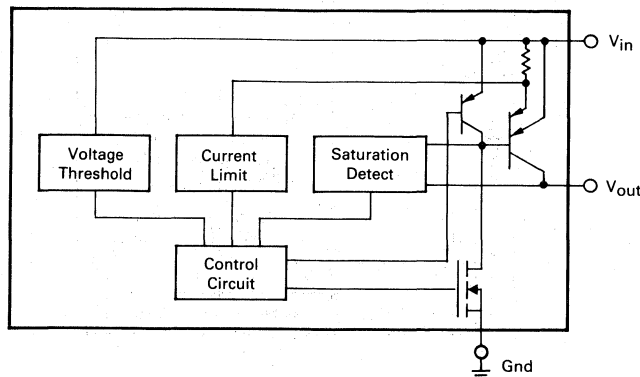 Vin
Voltage
Threshold
Current
Limit
Saturation
Detect
Vout
Control
Circuit
Gnd